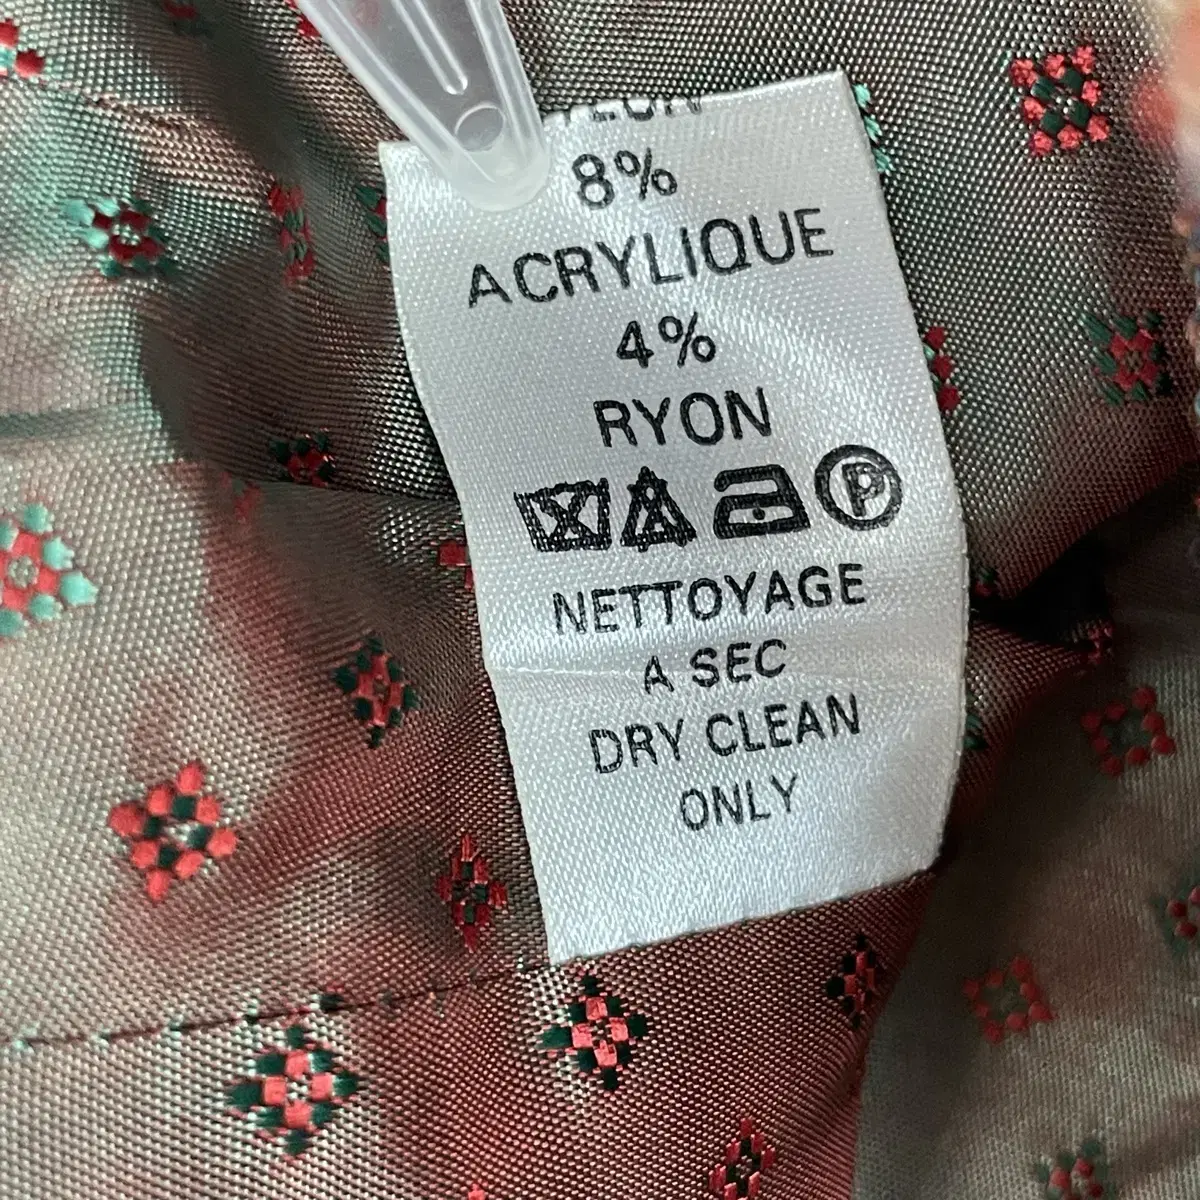 8%
ACRYLIQUE
4%
RYON
P
NETTOYAGE
A SEC
DRY CLEAN
ONLY